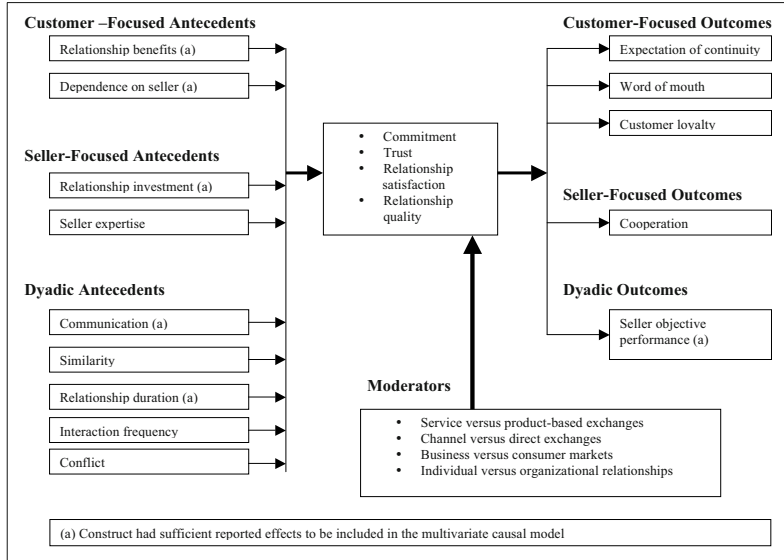 Customer –Focused Antecedents
Relationship benefits (a)
Dependence on seller (a)
Seller-Focused Antecedents
Relationship investment (a)
Seller expertise
Dyadic Antecedents
Communication (a)
Similarity
Relationship duration (a)
Interaction frequency
Conflict
• Commitment
• Trust
• Relationship
satisfaction
• Relationship
quality
Moderators
• Service versus product-based exchanges
• Channel versus direct exchanges
• Business versus consumer markets
• Individual versus organizational relationships
Customer-Focused Outcomes
Expectation of continuity
Word of mouth
Customer loyalty
Seller-Focused Outcomes
Cooperation
Dyadic Outcomes
Seller objective
performance (a)
(a) Construct had sufficient reported effects to be included in the multivariate causal model